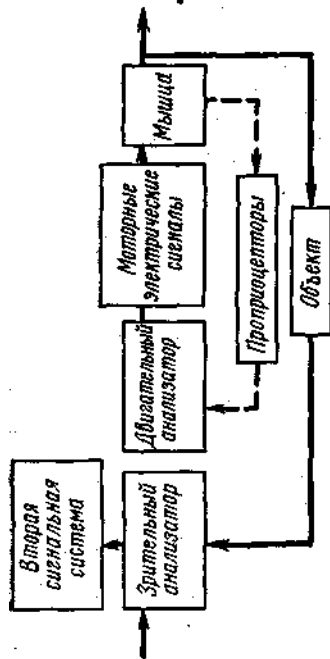 Вторая
сигнальная
система
Зрительный
анализатор
Двигательный
анализатор
Моторные
электрические
сигналы
Мышца
Проприоцепторы
Объект